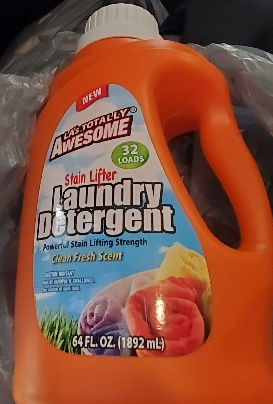 NEW
LA's TOTALLY
AWESOME®
32
LOADS
Stain Lifter
Laundry
Detergent
Powerful Stain Lifting Strength
Clean Fresh Scent
64 FL. OZ. (1892 mL)